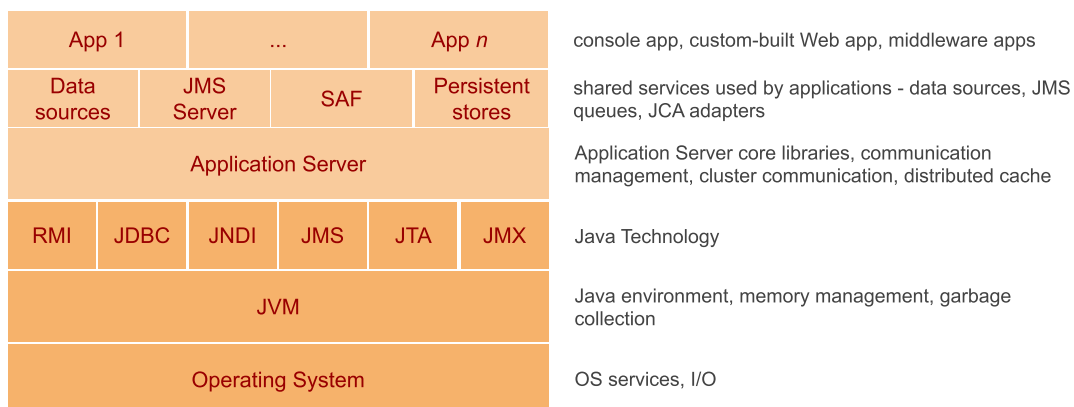 App 1
...
App n
console app, custom-built Web app, middleware apps
Data
sources
JMS
Server
SAF
Persistent
stores
shared services used by applications - data sources, JMS
queues, JCA adapters
Application Server
Application Server core libraries, communication
management, cluster communication, distributed cache
RMI
JDBC
JNDI
JMS
JTA
JMX
Java Technology
JVM
Java environment, memory management, garbage
collection
Operating System
OS services, I/O